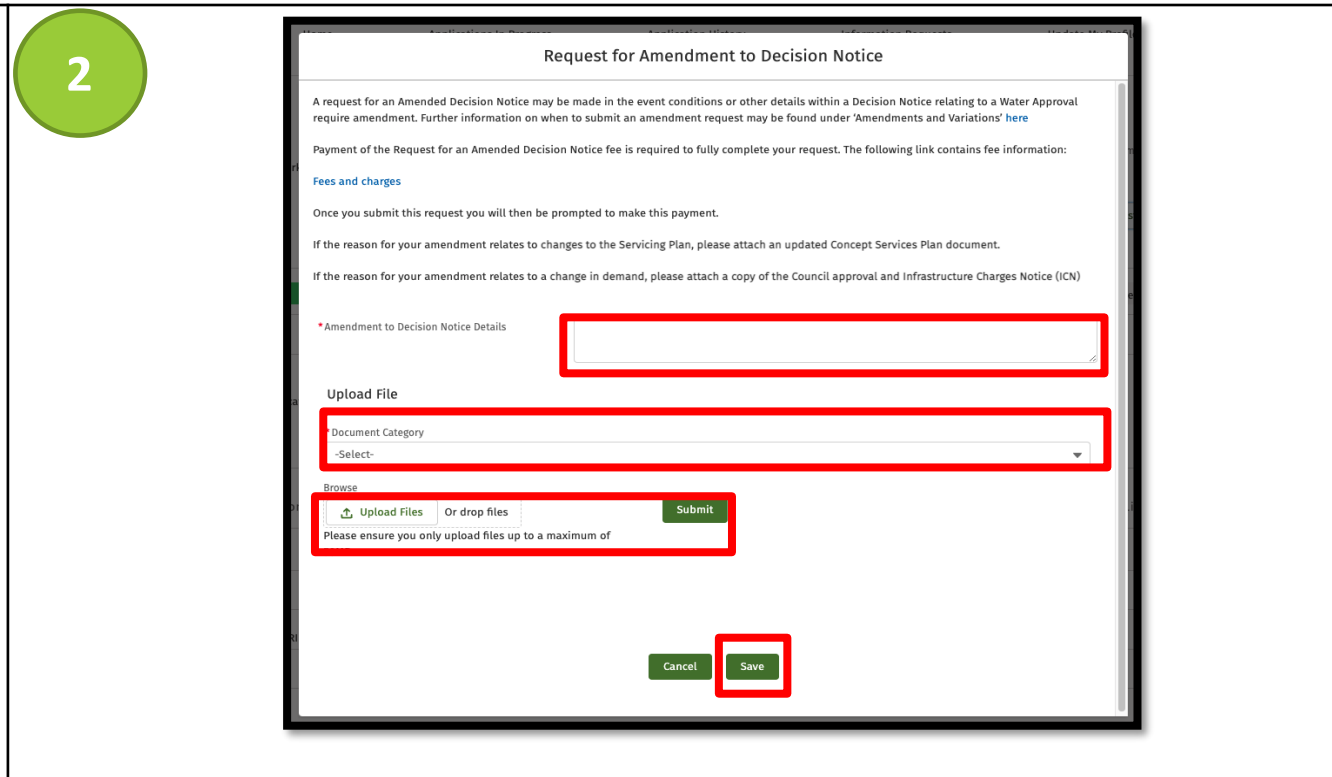 2
Request for Amendment to Decision Notice
A request for an Amended Decision Notice may be made in the event conditions or other details within a Decision Notice relating to a Water Approval
require amendment. Further information on when to submit an amendment request may be found under ‘Amendments and Variations’ here
Payment of the Request for an Amended Decision Notice fee is required to fully complete your request. The following link contains fee information:
Fees and charges
Once you submit this request you will then be prompted to make this payment.
If the reason for your amendment relates to changes to the Servicing Plan, please attach an updated Concept Services Plan document.
If the reason for your amendment relates to a change in demand, please attach a copy of the Council approval and Infrastructure Charges Notice (ICN)
*Amendment to Decision Notice Details
Upload File
*Document Category
-Select-
Browse
Upload Files Or drop files Submit
Please ensure you only upload files up to a maximum of
Cancel Save